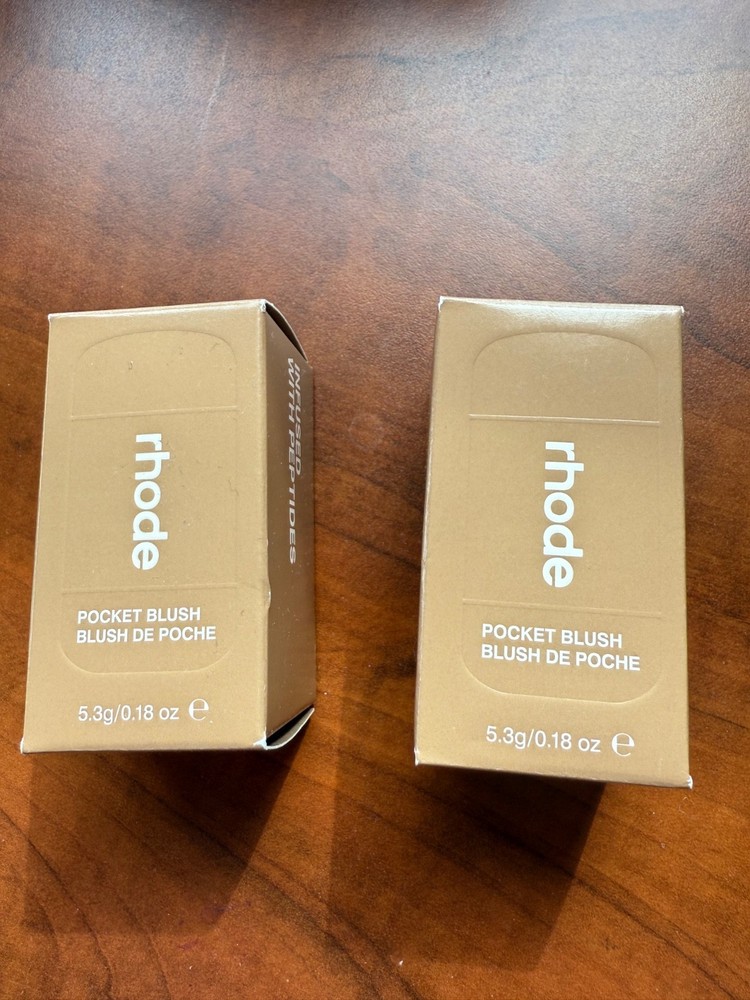 rhode
POCKET BLUSH
BLUSH DE POCHE
5.3g/0.18 oz ℮
INFUSED
WITH PEPTIDES
rhode
POCKET BLUSH
BLUSH DE POCHE
5.3g/0.18 oz ℮